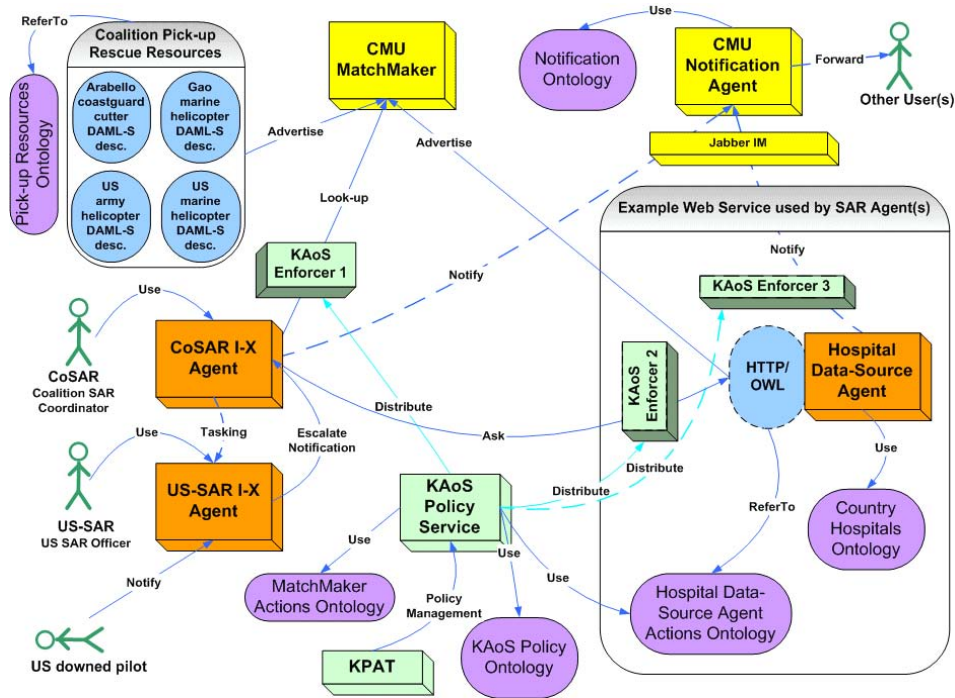 ReferTo
Coalition Pick-up
Rescue Resources
Arabello
coastguard
cutter
DAML-S
desc.
Gao
marine
helicopter
DAML-S
desc.
US
army
helicopter
DAML-S
desc.
US
marine
helicopter
DAML-S
desc.
Pick-up Resources
Ontology
CMU
MatchMaker
Advertise
Advertise
Look-up
Use
Notification
Ontology
CMU
Notification
Agent
Forward
Other User(s)
Jabber IM
Example Web Service used by SAR Agent(s)
Notify
Notify
KAoS
Enforcer 1
KAoS Enforcer 3
KAoS
Enforcer 2
HTTP/
OWL
Hospital
Data-Source
Agent
Use
CoSAR
Coalition SAR
Coordinator
CoSAR I-X
Agent
Distribute
Ask
Tasking
Escalate
Notification
Use
US-SAR
US SAR Officer
US-SAR I-X
Agent
Distribute
Distribute
KAoS
Policy
Service
Use
ReferTo
Country
Hospitals
Ontology
Notify
US downed pilot
Use
Use
Use
MatchMaker
Actions Ontology
Policy
Management
KPAT
KAoS Policy
Ontology
Hospital Data-
Source Agent
Actions Ontology